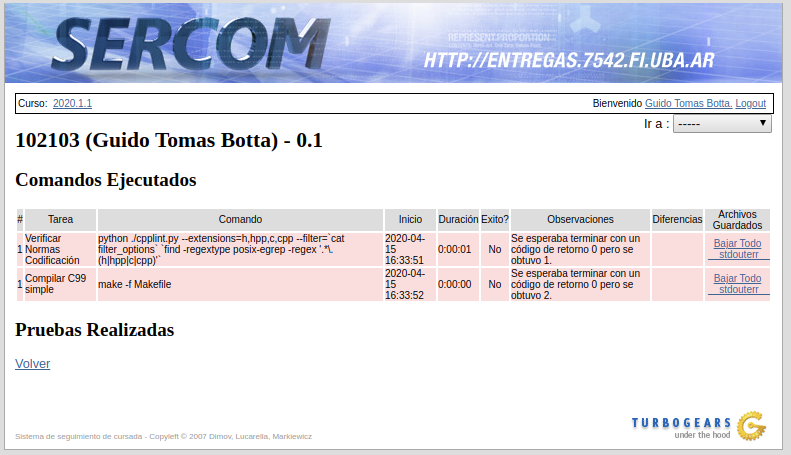 SERCOM
REPRESENT.PROPORTION
HTTP://ENTREGAS.7542.FI.UBA.AR
Curso: 2020.1.1 Bienvenido Guido Tomas Botta. Logout
Ir a : -----
102103 (Guido Tomas Botta) - 0.1
Comandos Ejecutados
# Tarea Comando Inicio Duración Exito? Observaciones Diferencias Archivos Guardados
1 Verificar Normas Codificación python ./cpplint.py --extensions=h,hpp,c,cpp --filter=`cat filter_options` `find -regextype posix-egrep -regex '.*\.(h|hpp|c|cpp)'` 2020-04-15 16:33:51 0:00:01 No Se esperaba terminar con un código de retorno 0 pero se obtuvo 1. Bajar Todo stdouterr
1 Compilar C99 simple make -f Makefile 2020-04-15 16:33:52 0:00:00 No Se esperaba terminar con un código de retorno 0 pero se obtuvo 2. Bajar Todo stdouterr
Pruebas Realizadas
Volver
TURBOGEARS
under the hood
Sistema de seguimiento de cursada - Copyleft © 2007 Dimov, Lucarella, Markiewicz